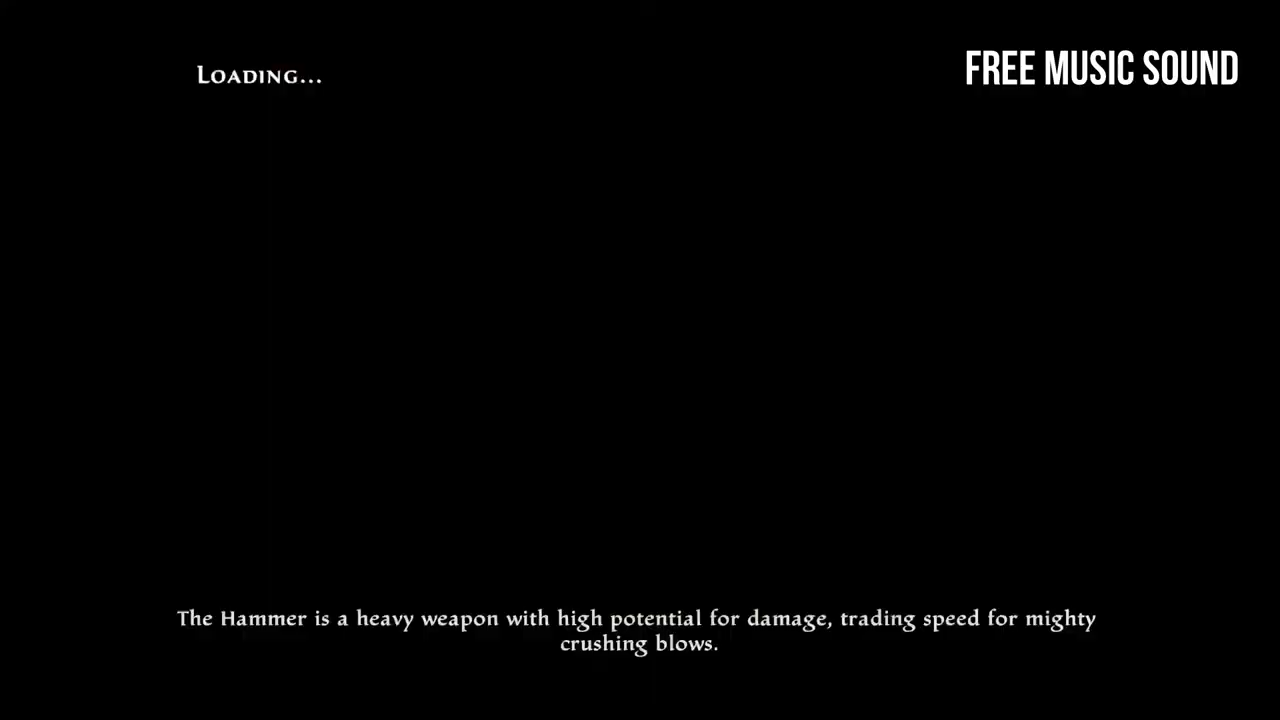 Loading...
FREE MUSIC SOUND
The Hammer is a heavy weapon with high potential for damage, trading speed for mighty
crushing blows.